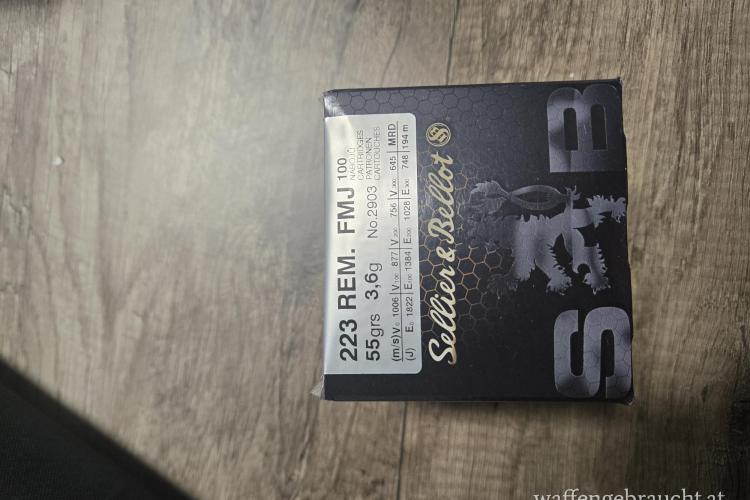 223 REM. FMJ 100
NÁBOJŮ
CARTRIDGES
PATRONEN
CARTOUCHES
55grs 3,6g No.2903
(m/s) V0 1006 V100 877 V200 756 V300 645 MRD
(J) E0 1822 E100 1384 E200 1028 E300 748 194 m
Sellier & Bellot
S B
waffengebraucht.at